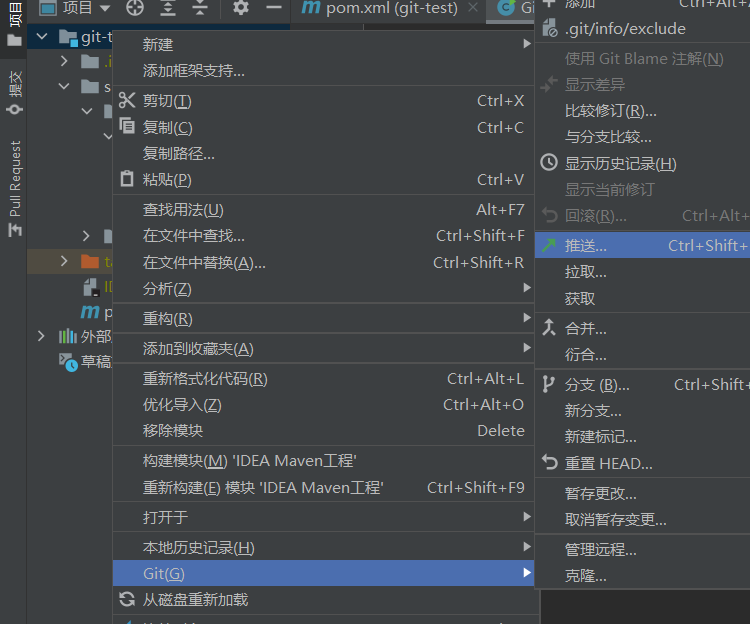 项目
pom.xml (git-test)
提交
Pull Request
git-t
外部
草稿
新建
添加框架支持...
剪切(T) Ctrl+X
复制(C) Ctrl+C
复制路径...
粘贴(P) Ctrl+V
查找用法(U) Alt+F7
在文件中查找... Ctrl+Shift+F
在文件中替换(A)... Ctrl+Shift+R
分析(Z)
重构(R)
添加到收藏夹(A)
重新格式化代码(R) Ctrl+Alt+L
优化导入(Z) Ctrl+Alt+O
移除模块 Delete
构建模块(M) 'IDEA Maven工程'
重新构建(E) 模块 'IDEA Maven工程' Ctrl+Shift+F9
打开于
本地历史记录(H)
Git(G)
从磁盘重新加载
添加 Ctrl+Alt+
.git/info/exclude
使用 Git Blame 注解(N)
显示差异
比较修订(R)...
与分支比较...
显示历史记录(H)
显示当前修订
回滚(R)... Ctrl+Alt+
推送... Ctrl+Shift+
拉取...
获取
合并...
衍合...
分支 (B)... Ctrl+Shift+
新分支...
新建标记...
重置 HEAD...
暂存更改...
取消暂存变更...
管理远程...
克隆...